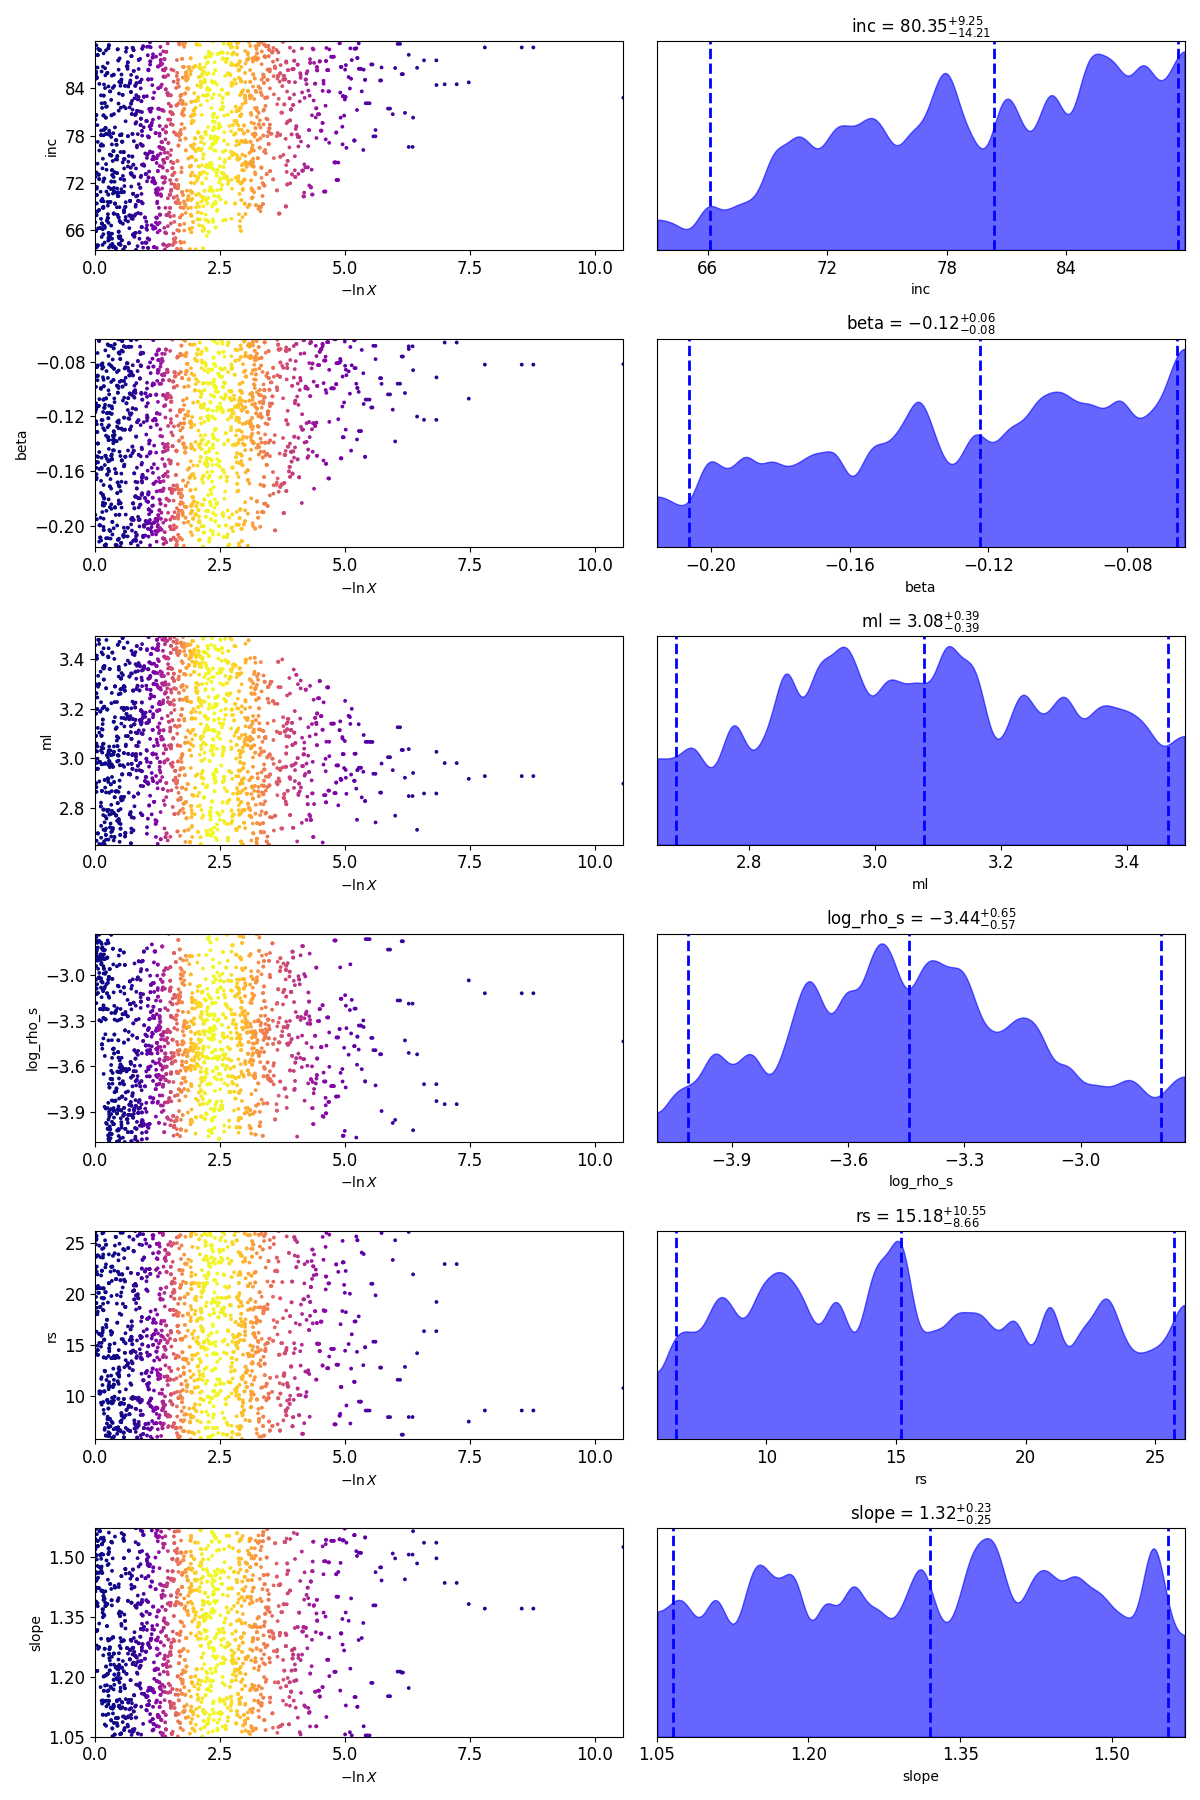 inc = 80.35+9.25−14.21
84
78
72
66
inc
0.0 2.5 5.0 7.5 10.0
−ln X
66 72 78 84
inc
beta = −0.12+0.06−0.08
−0.08
−0.12
−0.16
−0.20
beta
0.0 2.5 5.0 7.5 10.0
−ln X
−0.20 −0.16 −0.12 −0.08
beta
ml = 3.08+0.39−0.39
3.4
3.2
3.0
2.8
ml
0.0 2.5 5.0 7.5 10.0
−ln X
2.8 3.0 3.2 3.4
ml
log_rho_s = −3.44+0.65−0.57
−3.0
−3.3
−3.6
−3.9
log_rho_s
0.0 2.5 5.0 7.5 10.0
−ln X
−3.9 −3.6 −3.3 −3.0
log_rho_s
rs = 15.18+10.55−8.66
25
20
15
10
rs
0.0 2.5 5.0 7.5 10.0
−ln X
10 15 20 25
rs
slope = 1.32+0.23−0.25
1.50
1.35
1.20
1.05
slope
0.0 2.5 5.0 7.5 10.0
−ln X
1.05 1.20 1.35 1.50
slope